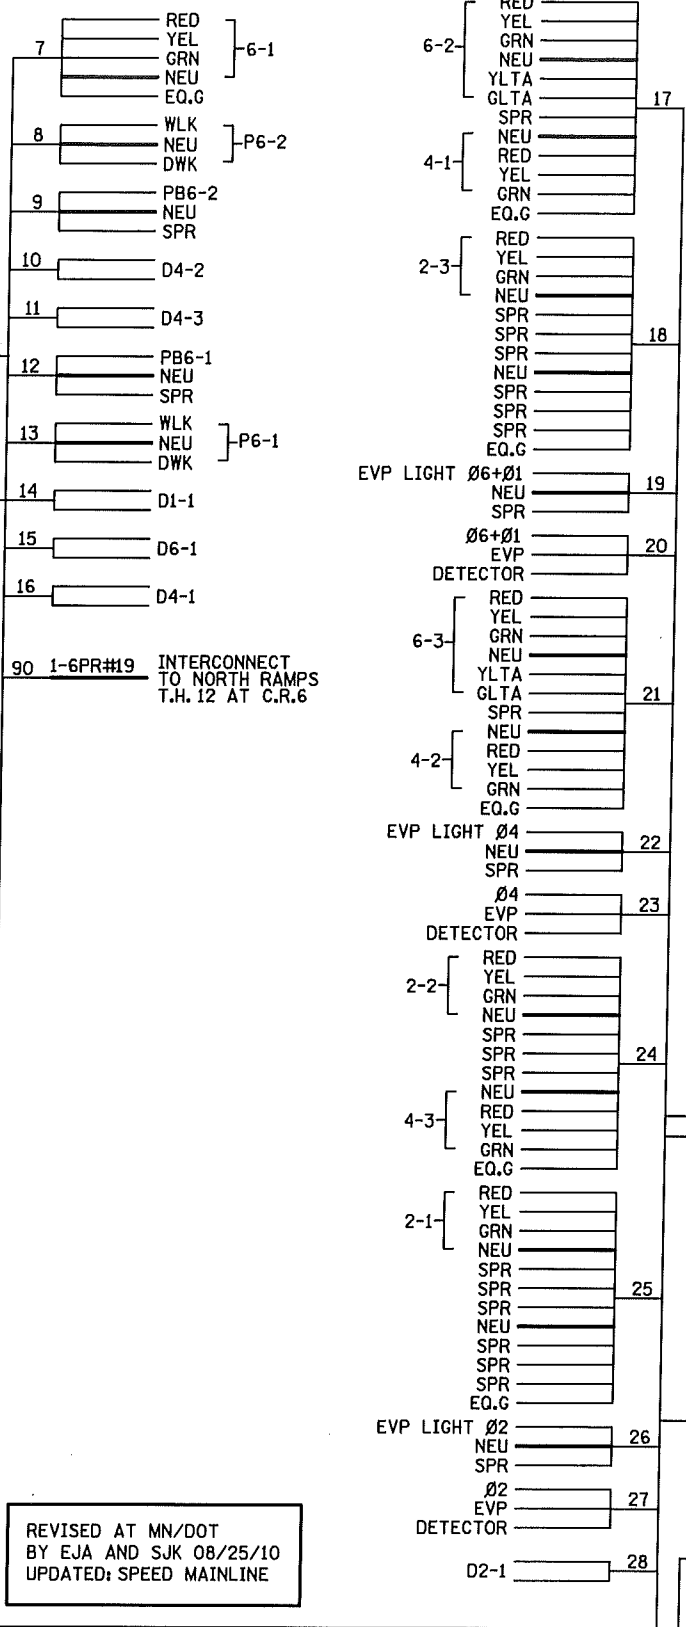 7
RED
YEL
GRN
NEU
EQ.G
6-1
8
WLK
NEU
DWK
P6-2
9
PB6-2
NEU
SPR
10
D4-2
11
D4-3
12
PB6-1
NEU
SPR
13
WLK
NEU
DWK
P6-1
14
D1-1
15
D6-1
16
D4-1
90 1-6PR#19 INTERCONNECT
TO NORTH RAMPS
T.H. 12 AT C.R.6
REVISED AT MN/DOT
BY EJA AND SJK 08/25/10
UPDATED: SPEED MAINLINE
6-2
RED
YEL
GRN
NEU
YLTA
GLTA
SPR
4-1
NEU
RED
YEL
GRN
EQ.G
17
2-3
RED
YEL
GRN
NEU
SPR
SPR
SPR
NEU
SPR
SPR
SPR
EQ.G
18
EVP LIGHT Ø6+Ø1
NEU
SPR
19
Ø6+Ø1
EVP
DETECTOR
20
6-3
RED
YEL
GRN
NEU
YLTA
GLTA
SPR
4-2
NEU
RED
YEL
GRN
EQ.G
21
EVP LIGHT Ø4
NEU
SPR
22
Ø4
EVP
DETECTOR
23
2-2
RED
YEL
GRN
NEU
SPR
SPR
SPR
4-3
NEU
RED
YEL
GRN
EQ.G
24
2-1
RED
YEL
GRN
NEU
SPR
SPR
SPR
NEU
SPR
SPR
SPR
EQ.G
25
EVP LIGHT Ø2
NEU
SPR
26
Ø2
EVP
DETECTOR
27
D2-1
28